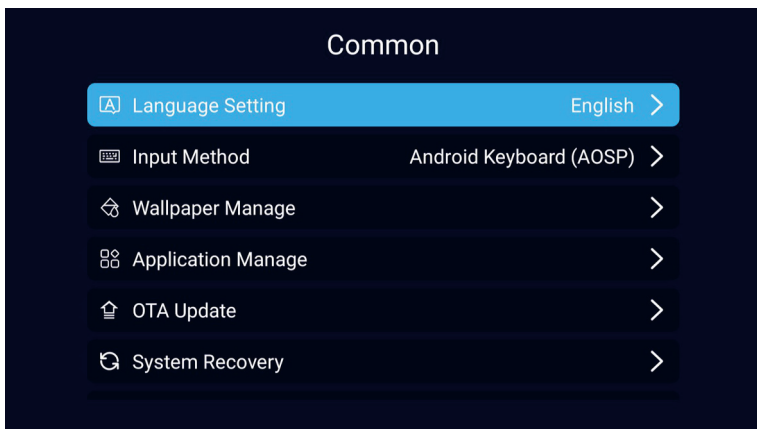 Common
Language Setting English
Input Method Android Keyboard (AOSP)
Wallpaper Manage
Application Manage
OTA Update
System Recovery